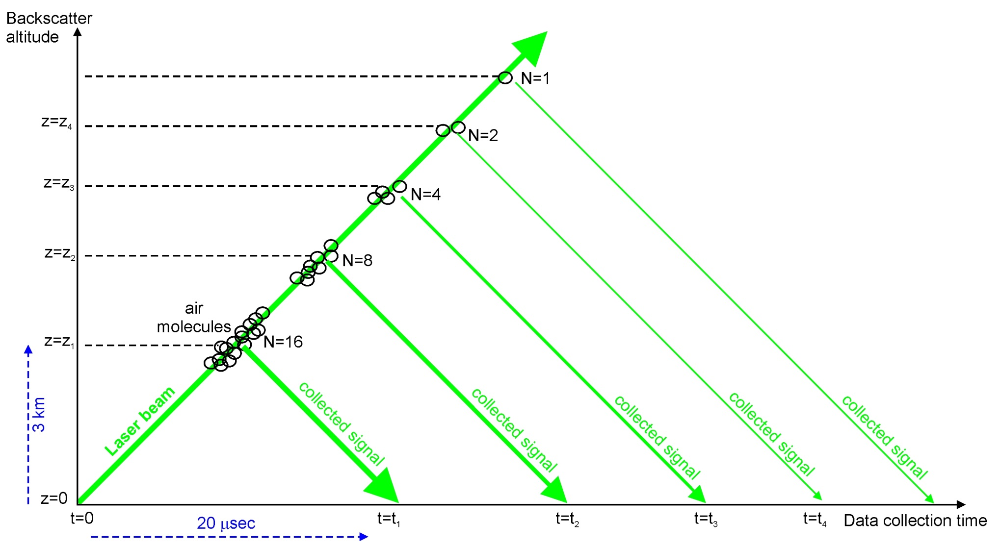 Backscatter
altitude
N=1
z=z4
N=2
z=z3
N=4
z=z2
N=8
air
molecules
z=z1
N=16
3 km
Laser beam
collected signal
collected signal
collected signal
collected signal
collected signal
z=0
t=0
t=t1
t=t2
t=t3
t=t4
Data collection time
20 μsec